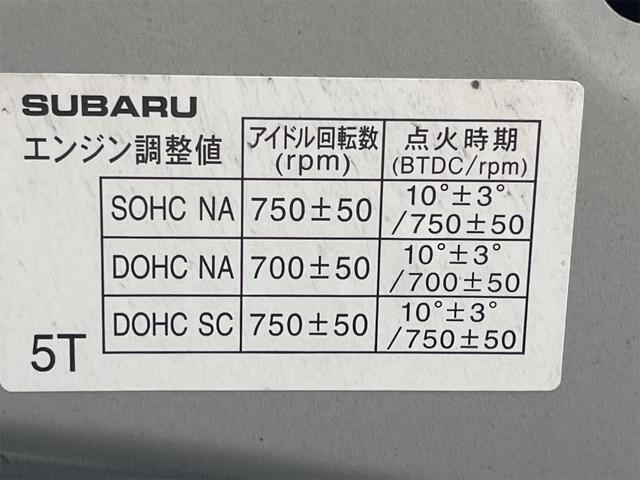 SUBARU
エンジン調整値
アイドル回転数
(rpm)
点火時期
(BTDC/rpm)
SOHC NA
750±50
10°±3°
/750±50
DOHC NA
700±50
10°±3°
/700±50
DOHC SC
750±50
10°±3°
/750±50
5T